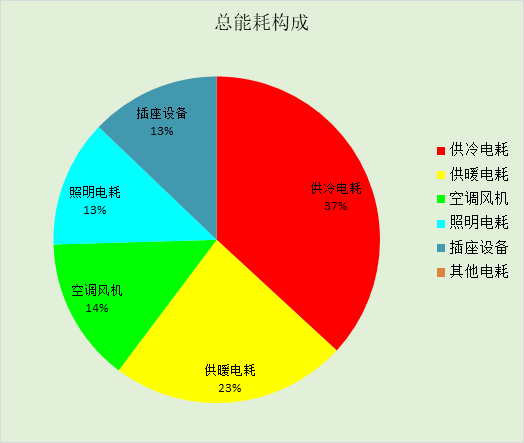 总能耗构成
插座设备
13%
供冷电耗
37%
照明电耗
13%
空调风机
14%
供暖电耗
23%
供冷电耗
供暖电耗
空调风机
照明电耗
插座设备
其他电耗